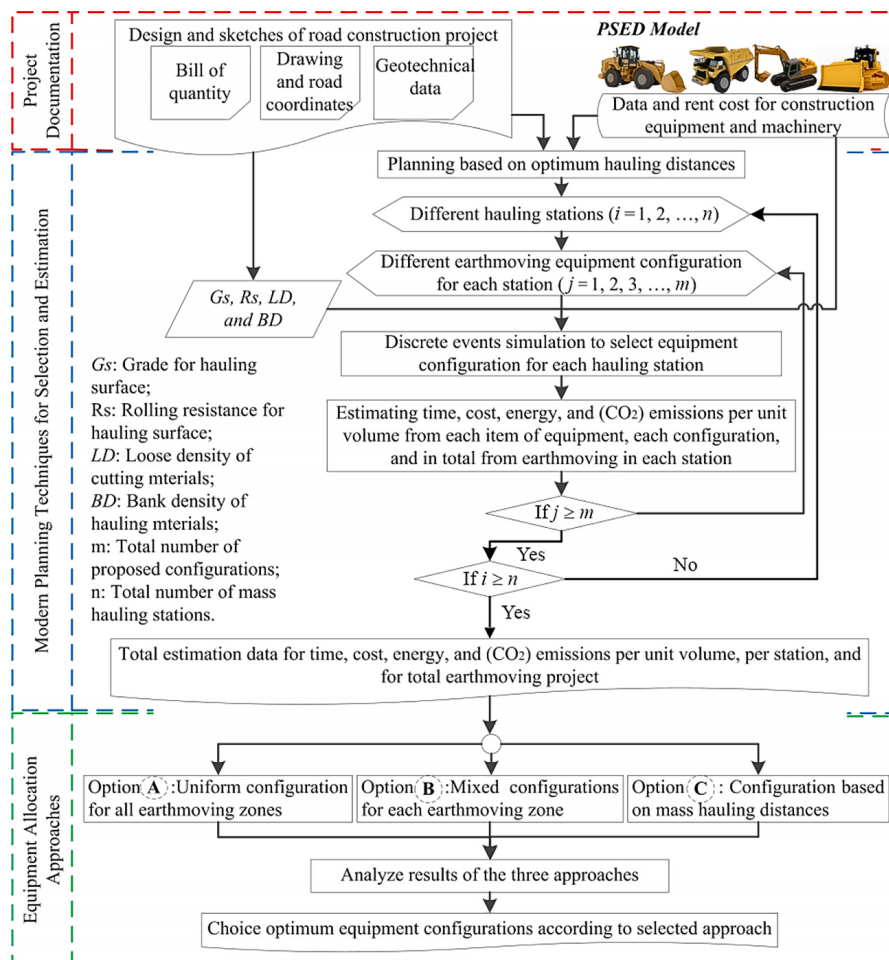 Project
Documentation
Design and sketches of road construction project
Bill of
quantity
Drawing
and road
coordinates
Geotechnical
data
PSED Model
Data and rent cost for construction
equipment and machinery
Modern Planning Techniques for Selection and Estimation
Planning based on optimum hauling distances
Different hauling stations (i = 1, 2, …, n)
Different earthmoving equipment configuration
for each station ( j = 1, 2, 3, …, m)
Gs, Rs, LD,
and BD
Discrete events simulation to select equipment
configuration for each hauling station
Gs: Grade for hauling
surface;
Rs: Rolling resistance for
hauling surface;
LD: Loose density of
cutting mterials;
BD: Bank density of
hauling mterials;
m: Total number of
proposed configurations;
n: Total number of mass
hauling stations.
Estimating time, cost, energy, and (CO₂) emissions per unit
volume from each item of equipment, each configuration,
and in total from earthmoving in each station
If j ≥ m
Yes
If i ≥ n
No
Yes
Total estimation data for time, cost, energy, and (CO₂) emissions per unit volume, per station, and
for total earthmoving project
Equipment Allocation
Approaches
Option A :Uniform configuration
for all earthmoving zones
Option B :Mixed configurations
for each earthmoving zone
Option C : Configuration based
on mass hauling distances
Analyze results of the three approaches
Choice optimum equipment configurations according to selected approach